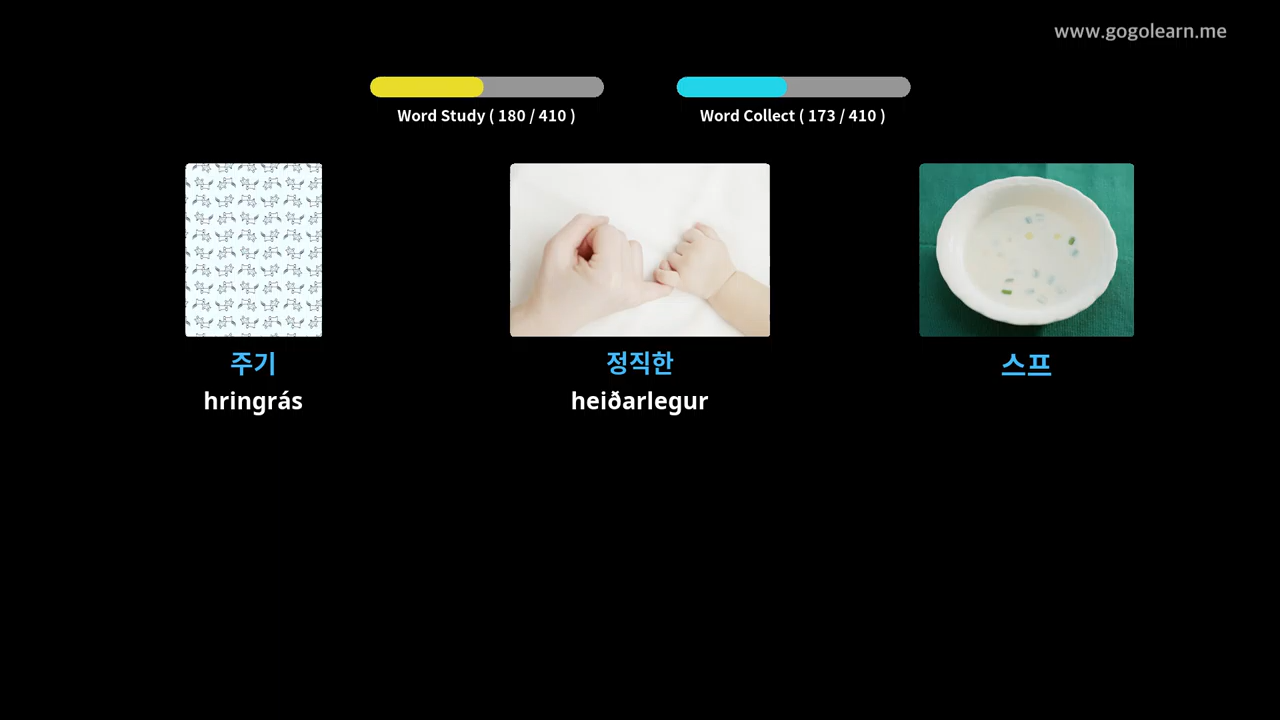 www.gogolearn.me
Word Study ( 180 / 410 )
Word Collect ( 173 / 410 )
주기
hringrás
정직한
heiðarlegur
스프